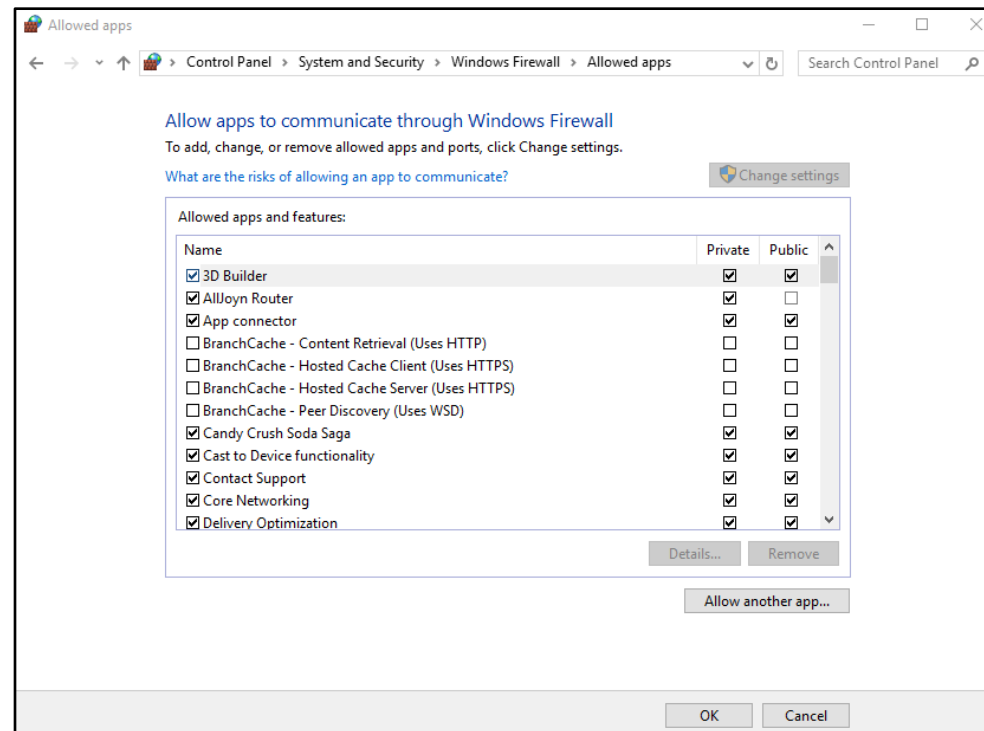 Allowed apps
Control Panel > System and Security > Windows Firewall > Allowed apps
Search Control Panel
Allow apps to communicate through Windows Firewall
To add, change, or remove allowed apps and ports, click Change settings.
What are the risks of allowing an app to communicate?
Change settings
Allowed apps and features:
Name Private Public
3D Builder
AllJoyn Router
App connector
BranchCache - Content Retrieval (Uses HTTP)
BranchCache - Hosted Cache Client (Uses HTTPS)
BranchCache - Hosted Cache Server (Uses HTTPS)
BranchCache - Peer Discovery (Uses WSD)
Candy Crush Soda Saga
Cast to Device functionality
Contact Support
Core Networking
Delivery Optimization
Details... Remove
Allow another app...
OK Cancel